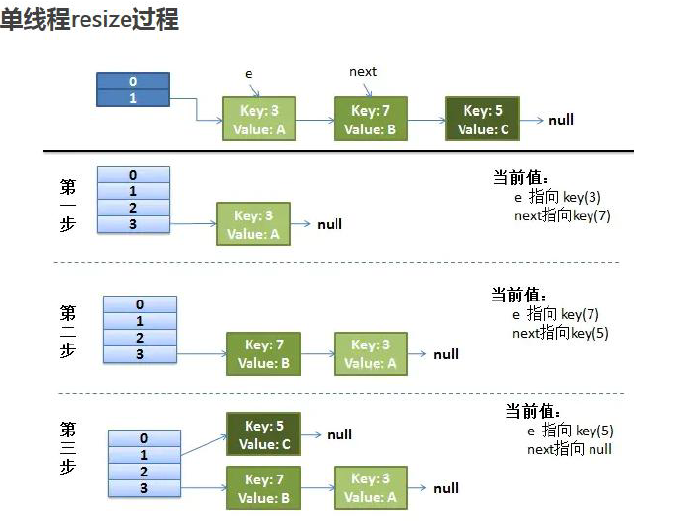 单线程resize过程
e
next
0
1
Key: 3
Value: A
Key: 7
Value: B
Key: 5
Value: C
null
第一步
0
1
2
3
Key: 3
Value: A
null
当前值:
e 指向 key(3)
next指向key(7)
第二步
0
1
2
3
Key: 7
Value: B
Key: 3
Value: A
null
当前值:
e 指向 key(7)
next指向key(5)
第三步
0
1
2
3
Key: 5
Value: C
null
Key: 7
Value: B
Key: 3
Value: A
null
当前值:
e 指向 key(5)
next指向 null